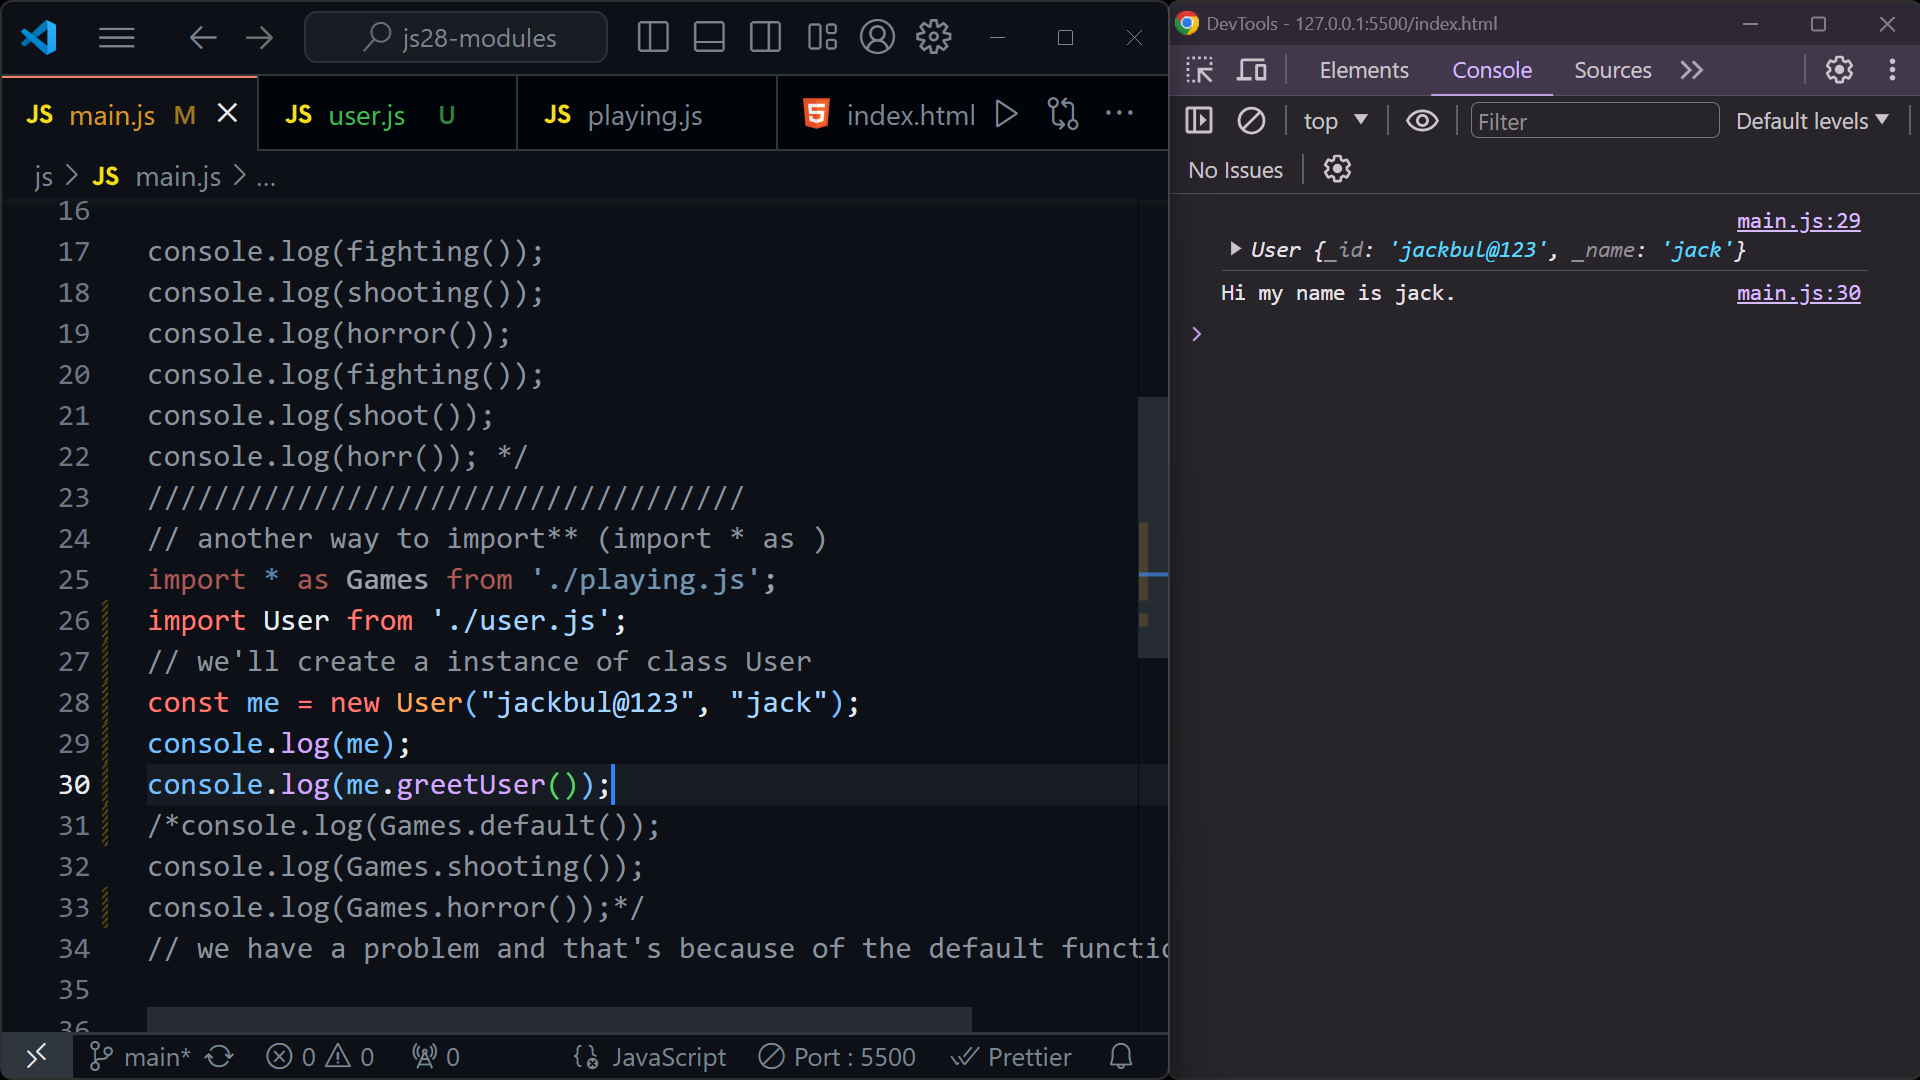 js28-modules
JS main.js M
JS user.js U
JS playing.js
index.html
js > JS main.js > ...
16
17 console.log(fighting());
18 console.log(shooting());
19 console.log(horror());
20 console.log(fighting());
21 console.log(shoot());
22 console.log(horr()); */
23 ////////////////////////////////////
24 // another way to import** (import * as )
25 import * as Games from './playing.js';
26 import User from './user.js';
27 // we'll create a instance of class User
28 const me = new User("jackbul@123", "jack");
29 console.log(me);
30 console.log(me.greetUser());
31 /*console.log(Games.default());
32 console.log(Games.shooting());
33 console.log(Games.horror());*/
34 // we have a problem and that's because of the default functio
35
36
main* 0 0 0 JavaScript Port : 5500 Prettier
DevTools - 127.0.0.1:5500/index.html
Elements Console Sources
top Filter Default levels
No Issues
main.js:29
User {_id: 'jackbul@123', _name: 'jack'}
Hi my name is jack. main.js:30